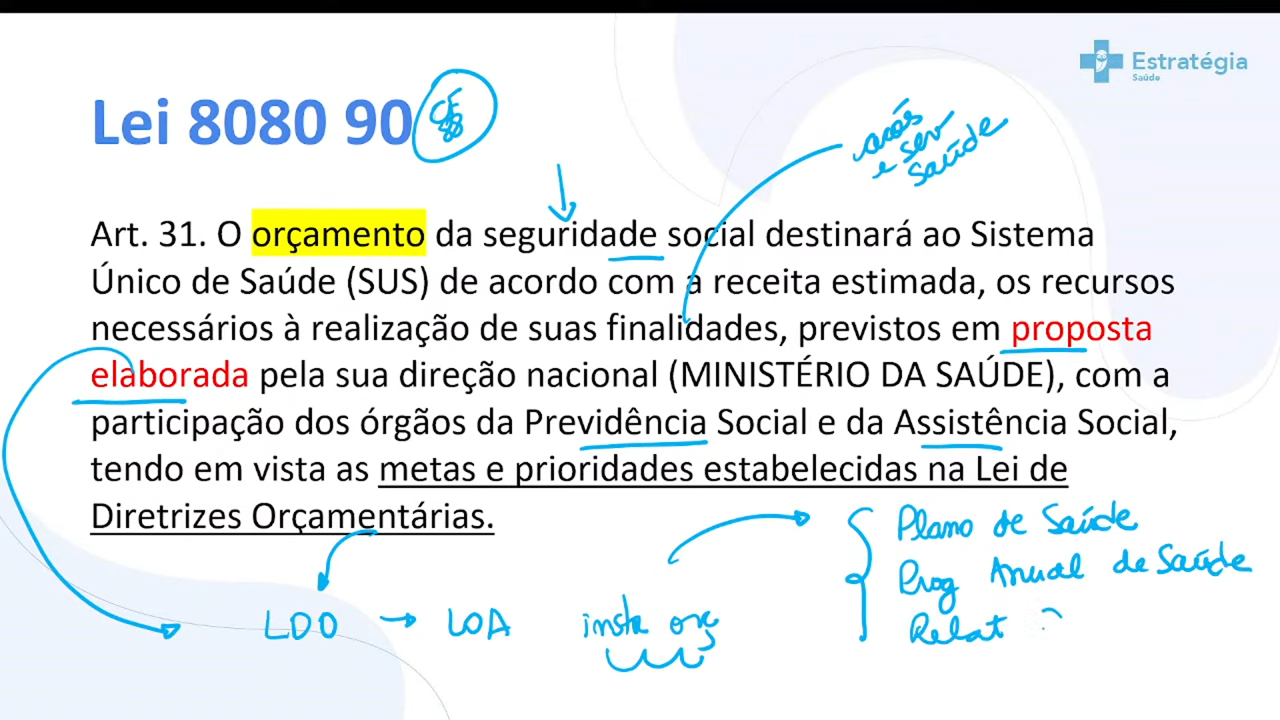 Estratégia
Saúde
Lei 8080 90
CF
88
ações
e serv
saúde
Art. 31. O orçamento da seguridade social destinará ao Sistema
Único de Saúde (SUS) de acordo com a receita estimada, os recursos
necessários à realização de suas finalidades, previstos em proposta
elaborada pela sua direção nacional (MINISTÉRIO DA SAÚDE), com a
participação dos órgãos da Previdência Social e da Assistência Social,
tendo em vista as metas e prioridades estabelecidas na Lei de
Diretrizes Orçamentárias.
Plano de Saúde
Prog Anual de Saúde
Relat
LDO → LOA instr orç